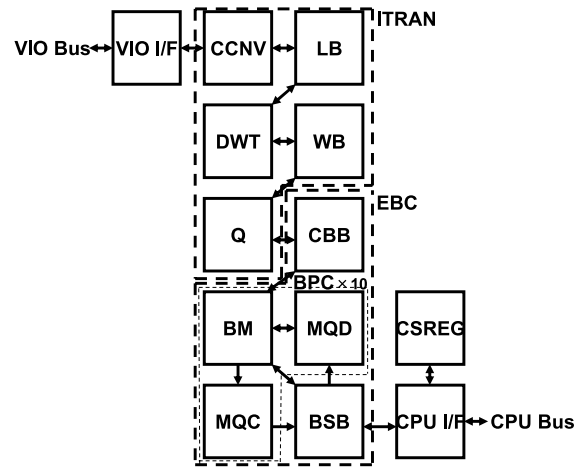 ITRAN
VIO Bus VIO I/F CCNV LB
DWT WB
EBC
Q CBB
BPC×10
BM MQD CSREG
MQC BSB CPU I/F CPU Bus